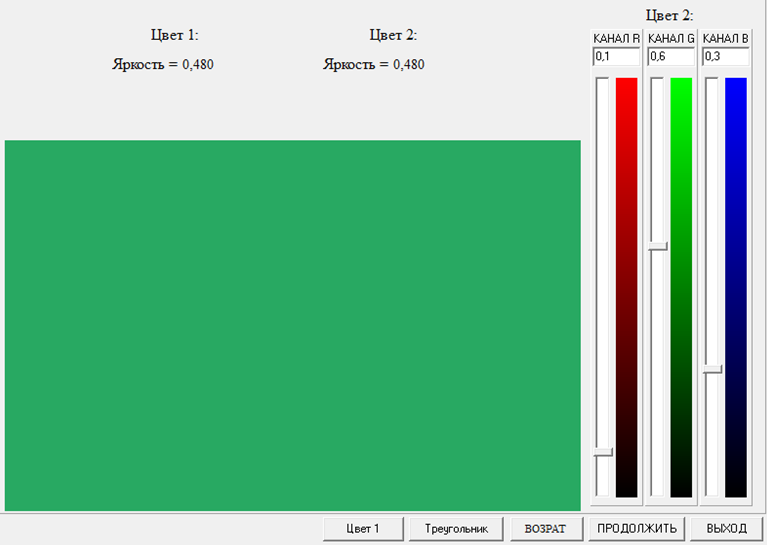 Цвет 1:
Цвет 2:
Яркость = 0,480
Яркость = 0,480
Цвет 2:
КАНАЛ R
КАНАЛ G
КАНАЛ B
0,1
0,6
0,3
Цвет 1
Треугольник
ВОЗРАТ
ПРОДОЛЖИТЬ
ВЫХОД